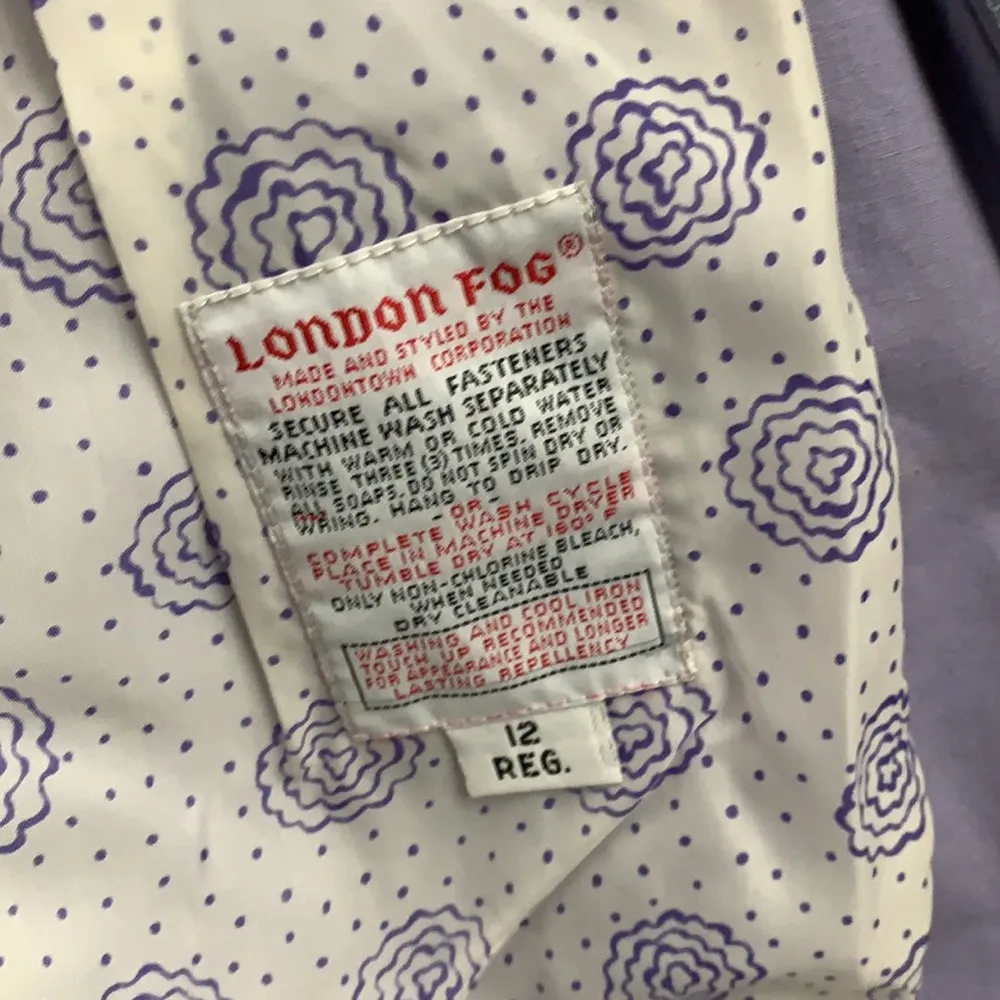 LONDON FOG®
MADE AND STYLED BY THE
LONDONTOWN CORPORATION
SECURE ALL FASTENERS
MACHINE WASH SEPARATELY
WITH WARM OR COLD WATER
RINSE THREE (3) TIMES. REMOVE
ALL SOAPS. DO NOT SPIN DRY OR
WRING. HANG TO DRIP DRY.
- OR -
COMPLETE WASH CYCLE
PLACE IN MACHINE DRYER
TUMBLE DRY AT 160° F
ONLY NON-CHLORINE BLEACH,
WHEN NEEDED
DRY CLEANABLE
WASHING AND COOL IRON
TOUCH UP RECOMMENDED
FOR APPEARANCE AND LONGER
LASTING REPELLENCY
12
REG.